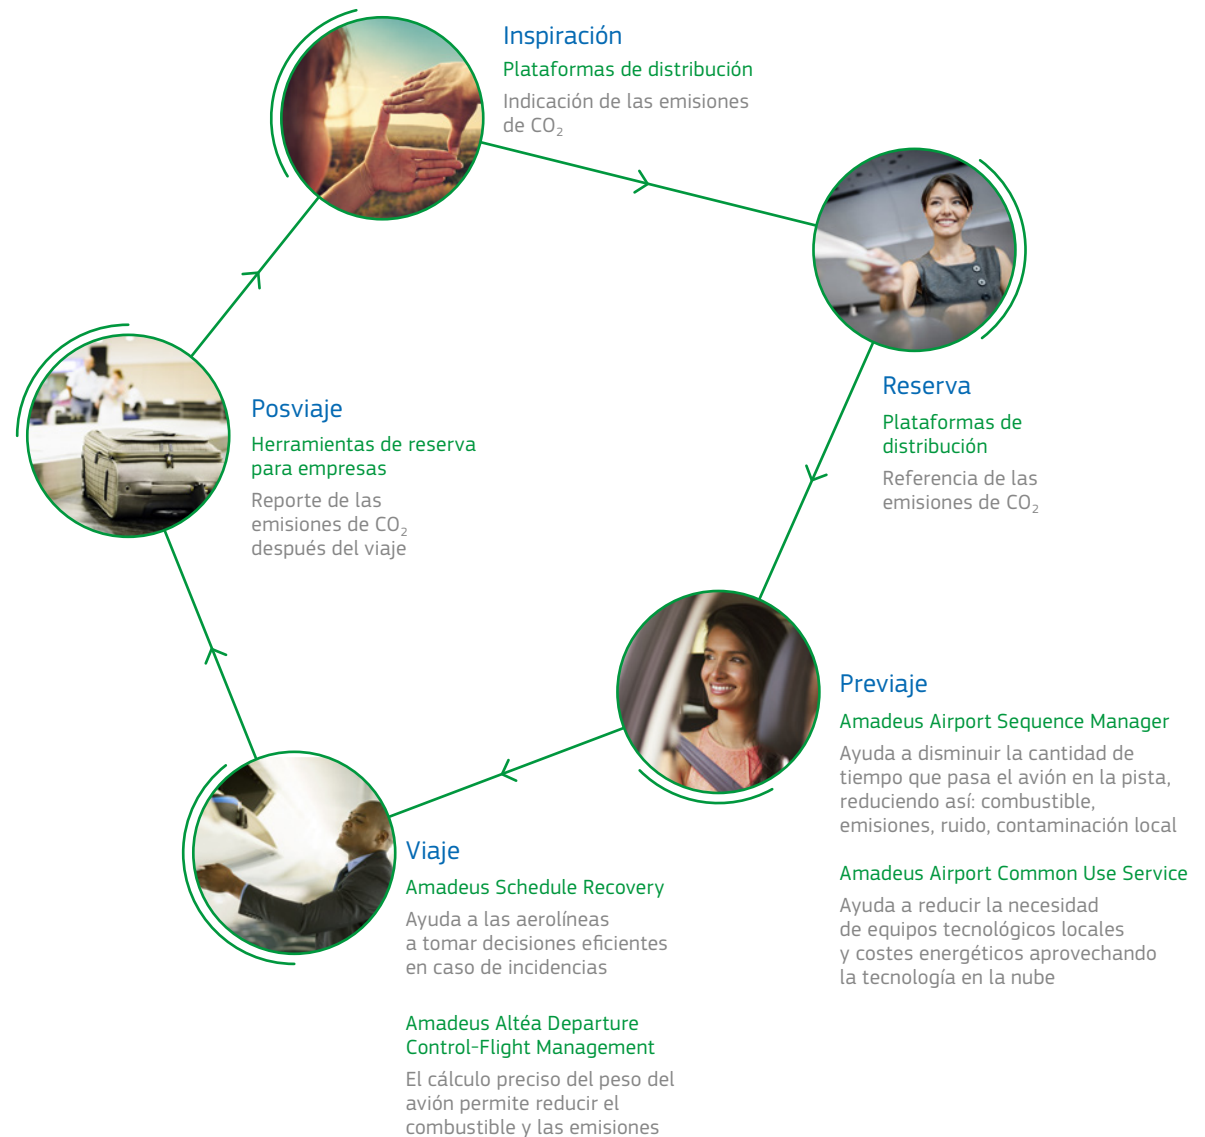 Inspiración
Plataformas de distribución
Indicación de las emisiones
de CO₂
Reserva
Plataformas de
distribución
Referencia de las
emisiones de CO₂
Previaje
Amadeus Airport Sequence Manager
Ayuda a disminuir la cantidad de
tiempo que pasa el avión en la pista,
reduciendo así: combustible,
emisiones, ruido, contaminación local
Amadeus Airport Common Use Service
Ayuda a reducir la necesidad
de equipos tecnológicos locales
y costes energéticos aprovechando
la tecnología en la nube
Viaje
Amadeus Schedule Recovery
Ayuda a las aerolíneas
a tomar decisiones eficientes
en caso de incidencias
Amadeus Altéa Departure
Control-Flight Management
El cálculo preciso del peso del
avión permite reducir el
combustible y las emisiones
Posviaje
Herramientas de reserva
para empresas
Reporte de las
emisiones de CO₂
después del viaje